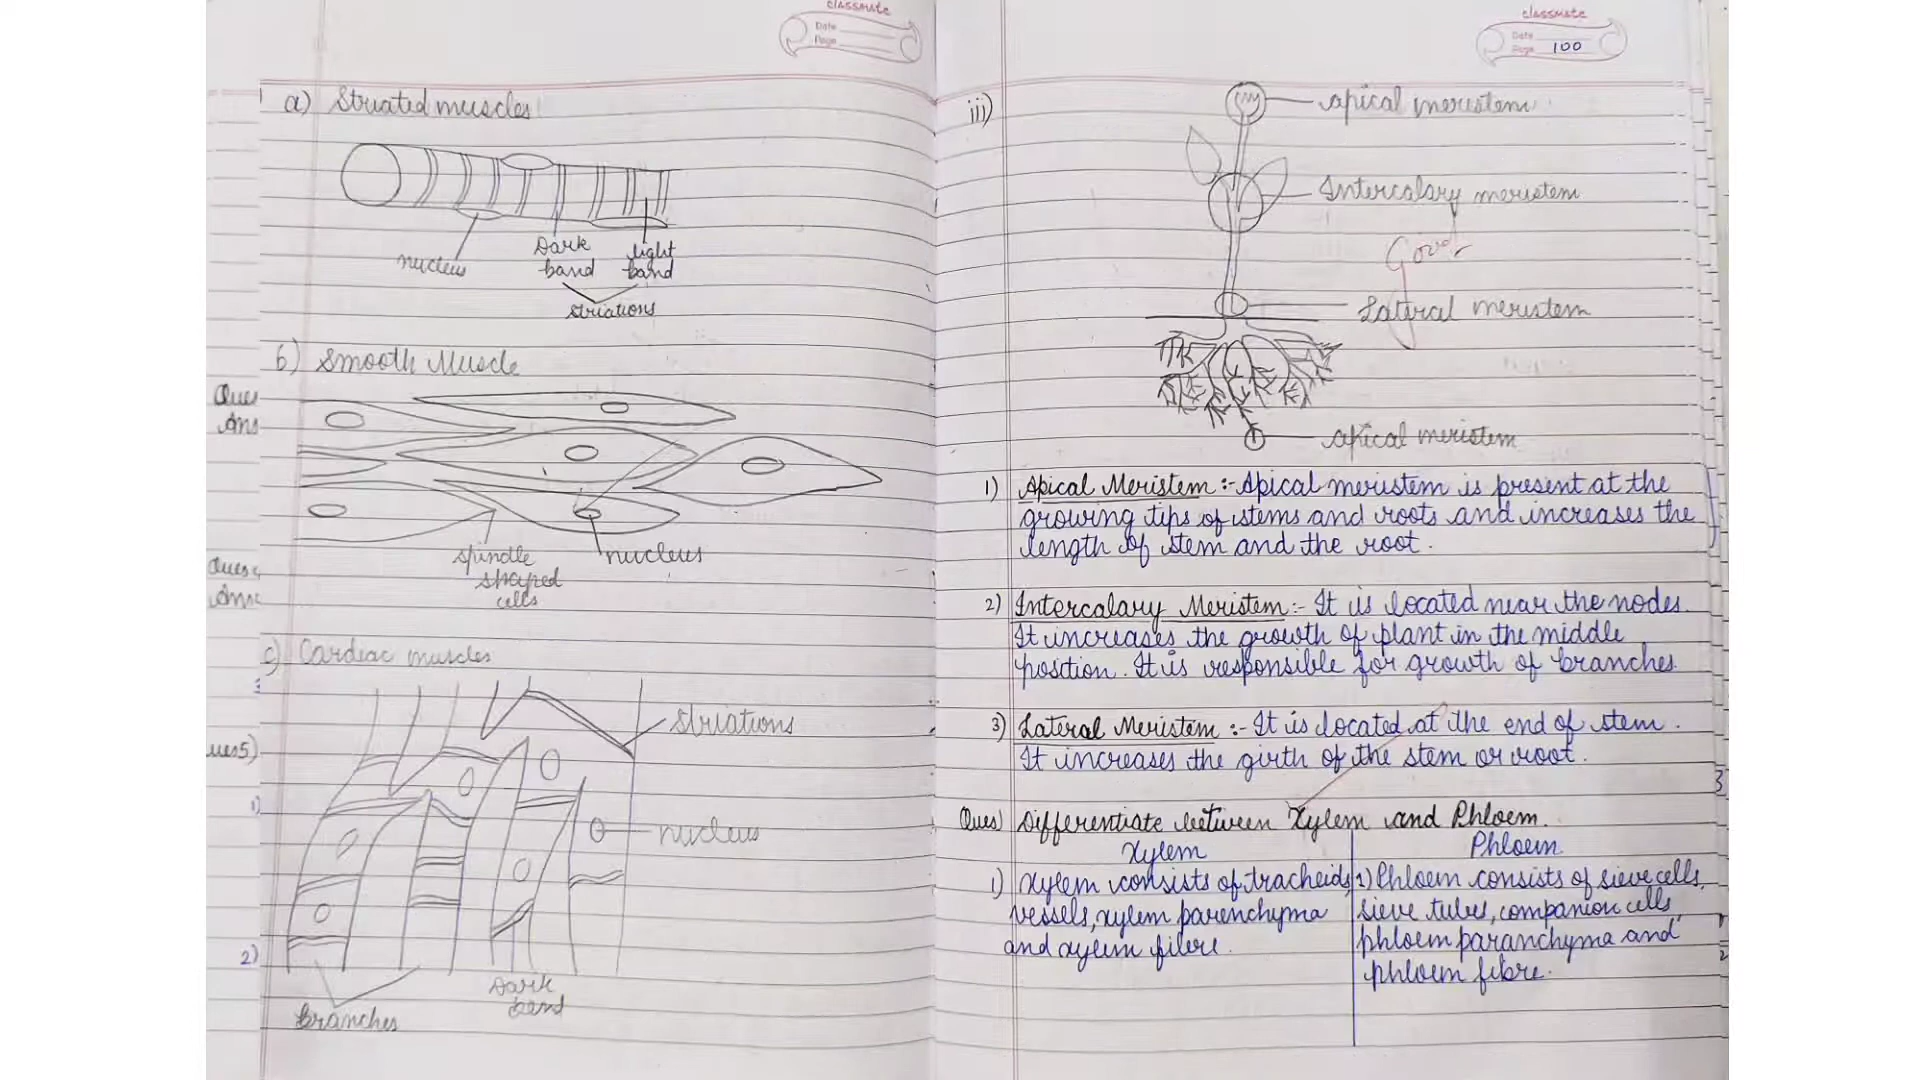 classmate
Date
Page
a) Striated muscles
nucleus
Dark
band
light
band
striations
b) Smooth Muscle
Ques
Ans
spindle
shaped
cells
nucleus
Ques
c) Cardiac muscles
striations
ues5)
1)
nucleus
2)
Dark
band
branches
classmate
Date
Page 100
iii)
apical meristem
Intercalary meristem
Good
Lateral meristem
apical meristem
1) Apical Meristem :- Apical meristem is present at the
growing tips of stems and roots and increases the
length of stem and the root.
2) Intercalary Meristem :- It is located near the nodes.
It increases the growth of plant in the middle
position. It is responsible for growth of branches
3) Lateral Meristem :- It is located at the end of stem.
It increases the girth of the stem or root.
3
Ques) Differentiate between Xylem and Phloem.
Xylem Phloem
1) Xylem consists of tracheids, 1) Phloem consists of sieve cells,
vessels, xylem parenchyma sieve tubes, companion cells,
and xylem fibre. phloem paranchyma and
phloem fibre.